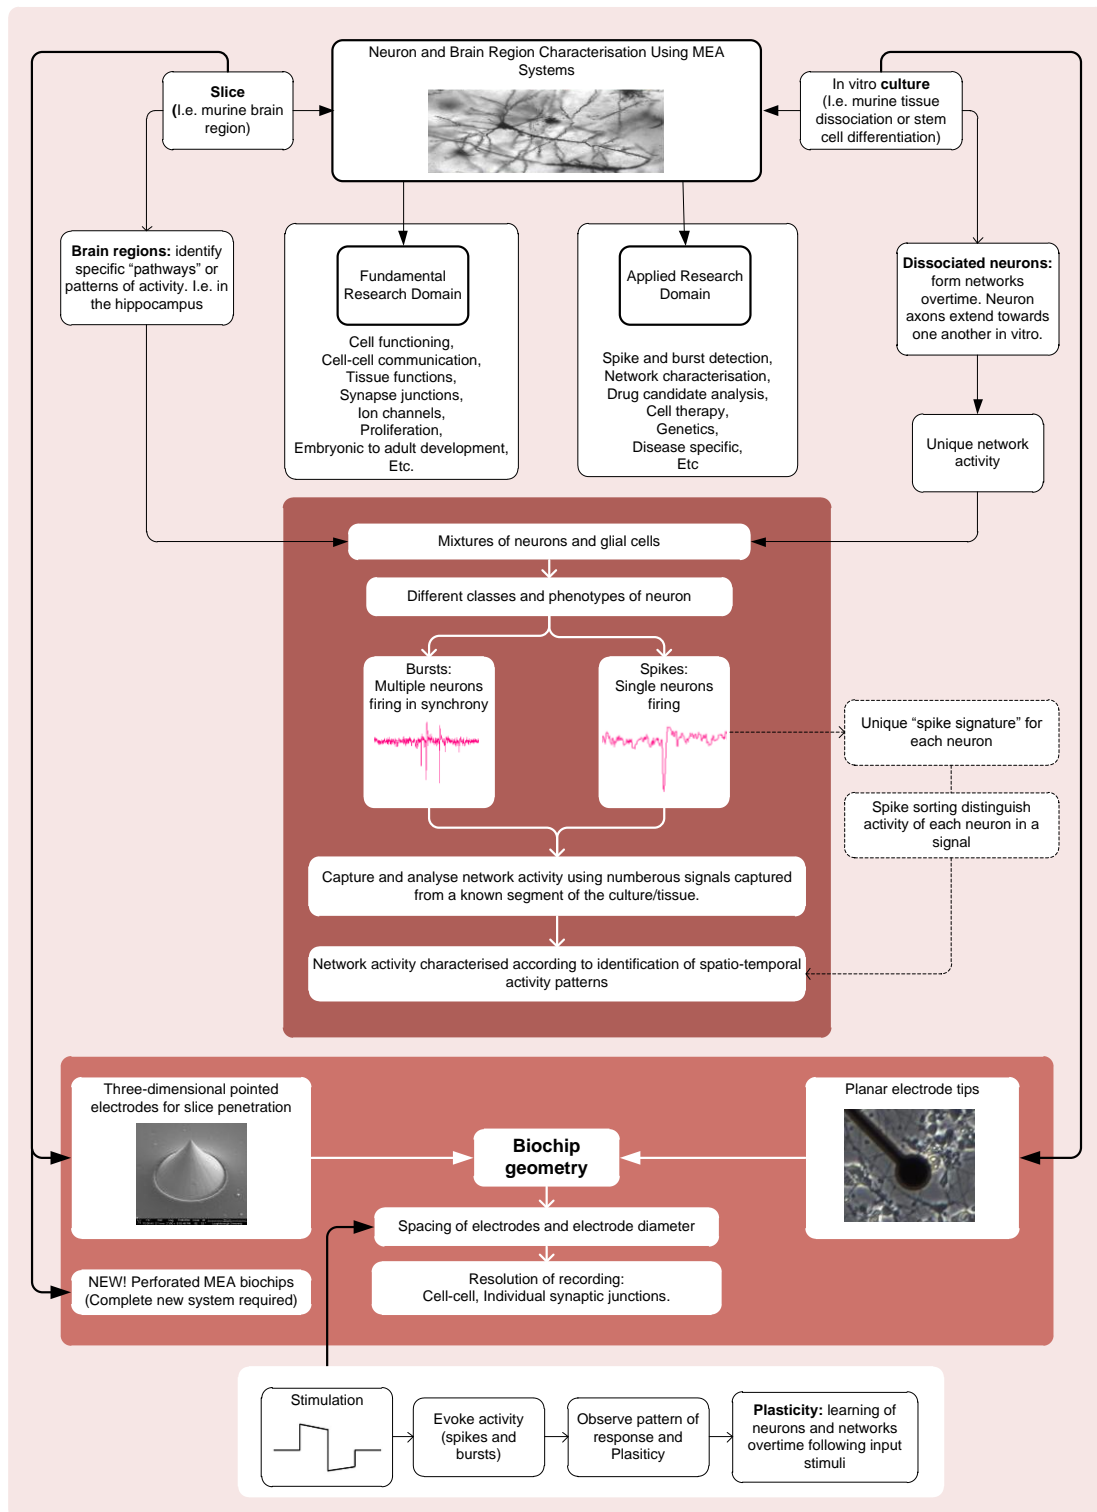 Neuron and Brain Region Characterisation Using MEA
Systems
Slice
(I.e. murine brain
region)
In vitro culture
(I.e. murine tissue
dissociation or stem
cell differentiation)
Brain regions: identify
specific “pathways” or
patterns of activity. I.e. in
the hippocampus
Fundamental
Research Domain
Cell functioning,
Cell-cell communication,
Tissue functions,
Synapse junctions,
Ion channels,
Proliferation,
Embryonic to adult development,
Etc.
Applied Research
Domain
Spike and burst detection,
Network characterisation,
Drug candidate analysis,
Cell therapy,
Genetics,
Disease specific,
Etc
Dissociated neurons:
form networks
overtime. Neuron
axons extend towards
one another in vitro.
Unique network
activity
Mixtures of neurons and glial cells
Different classes and phenotypes of neuron
Bursts:
Multiple neurons
firing in synchrony
Spikes:
Single neurons
firing
Unique “spike signature” for
each neuron
Spike sorting distinguish
activity of each neuron in a
signal
Capture and analyse network activity using numberous signals captured
from a known segment of the culture/tissue.
Network activity characterised according to identification of spatio-temporal
activity patterns
Three-dimensional pointed
electrodes for slice penetration
Biochip
geometry
Planar electrode tips
Spacing of electrodes and electrode diameter
NEW! Perforated MEA biochips
(Complete new system required)
Resolution of recording:
Cell-cell, Individual synaptic junctions.
Stimulation
Evoke activity
(spikes and
bursts)
Observe pattern of
response and
Plasiticy
Plasticity: learning of
neurons and networks
overtime following input
stimuli